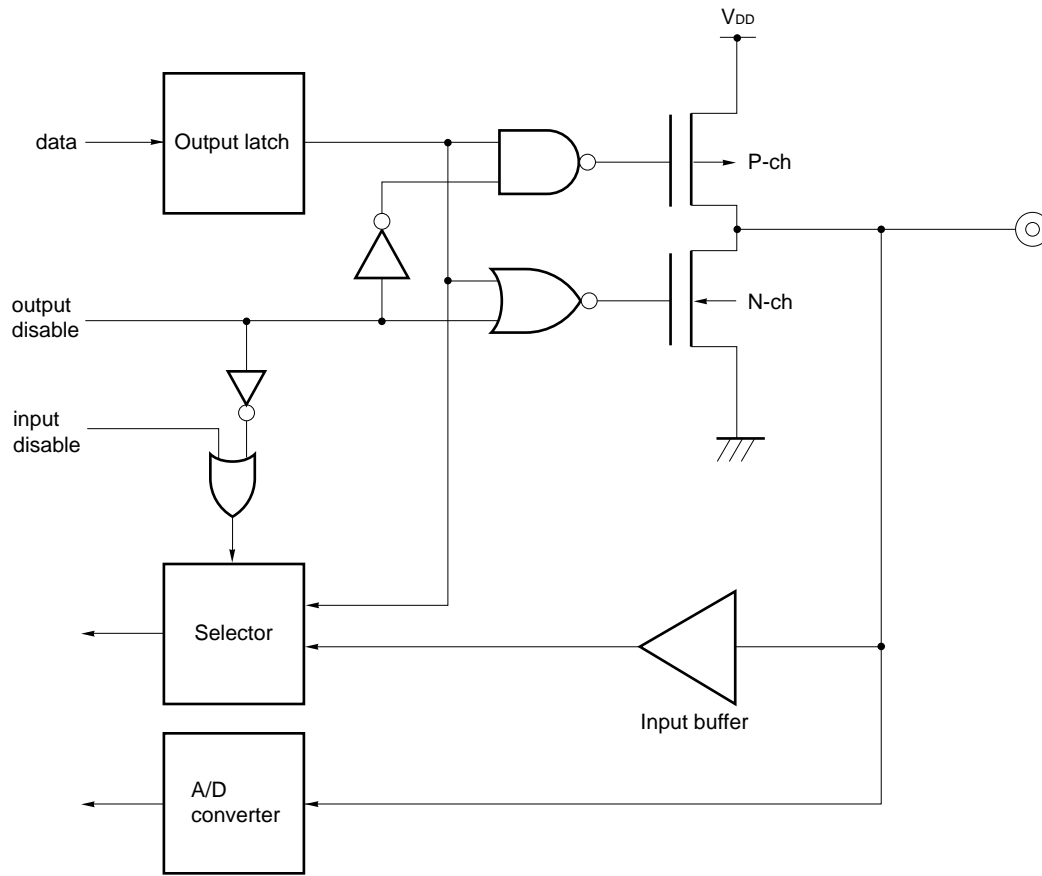 VDD
data
Output latch
P-ch
output
disable
N-ch
input
disable
Selector
Input buffer
A/D
converter